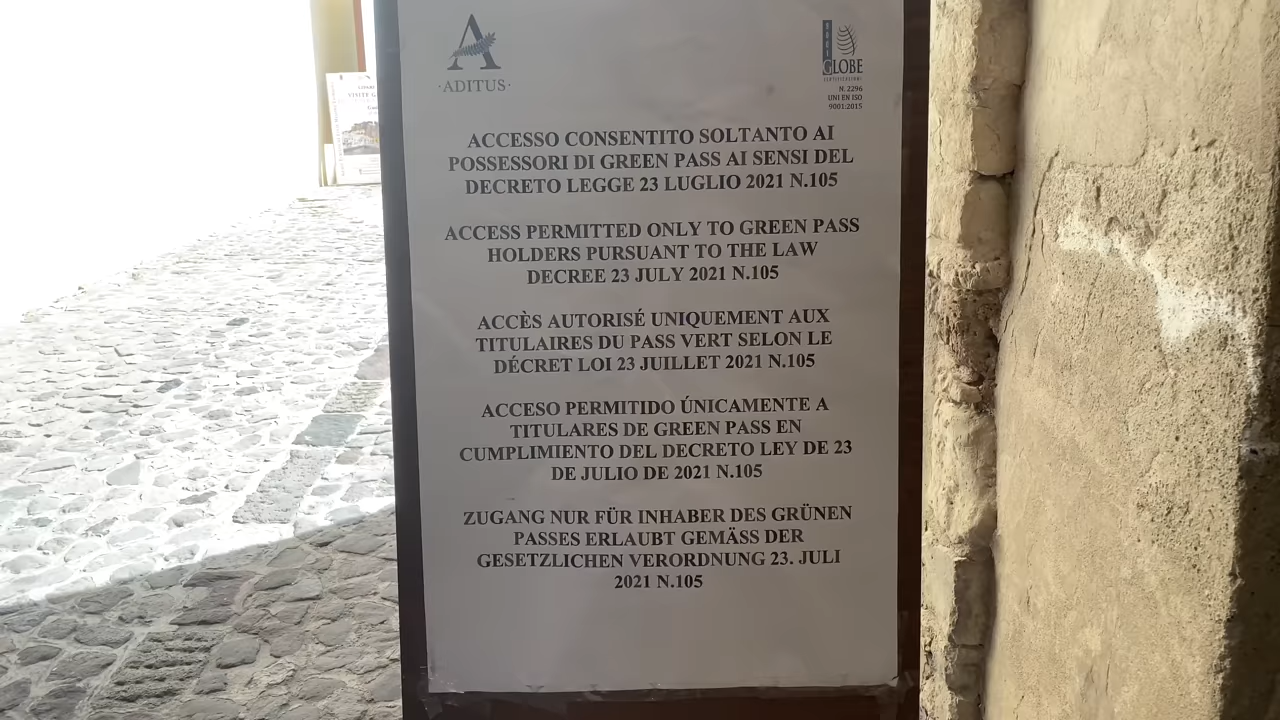 ADITUS
9001
GLOBE
CERTIFICAZIONI
N. 2296
UNI EN ISO
9001:2015
ACCESSO CONSENTITO SOLTANTO AI
POSSESSORI DI GREEN PASS AI SENSI DEL
DECRETO LEGGE 23 LUGLIO 2021 N.105
ACCESS PERMITTED ONLY TO GREEN PASS
HOLDERS PURSUANT TO THE LAW
DECREE 23 JULY 2021 N.105
ACCÈS AUTORISÉ UNIQUEMENT AUX
TITULAIRES DU PASS VERT SELON LE
DÉCRET LOI 23 JUILLET 2021 N.105
ACCESO PERMITIDO ÚNICAMENTE A
TITULARES DE GREEN PASS EN
CUMPLIMIENTO DEL DECRETO LEY DE 23
DE JULIO DE 2021 N.105
ZUGANG NUR FÜR INHABER DES GRÜNEN
PASSES ERLAUBT GEMÄSS DER
GESETZLICHEN VERORDNUNG 23. JULI
2021 N.105